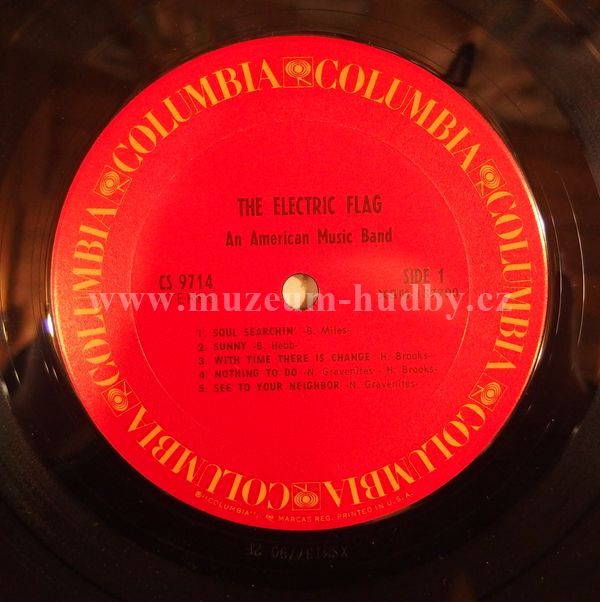 COLUMBIA COLUMBIA COLUMBIA COLUMBIA COLUMBIA COLUMBIA
THE ELECTRIC FLAG
An American Music Band
CS 9714
SIDE 1
www.muzeum-hudby.cz
1. SOUL SEARCHIN' -B. Miles-
2. SUNNY -B. Hebb-
3. WITH TIME THERE IS CHANGE -H. Brooks-
4. NOTHING TO DO -N. Gravenites - H. Brooks-
5. SEE TO YOUR NEIGHBOR -N. Gravenites-
"COLUMBIA", MARCAS REG. PRINTED IN U.S.A.